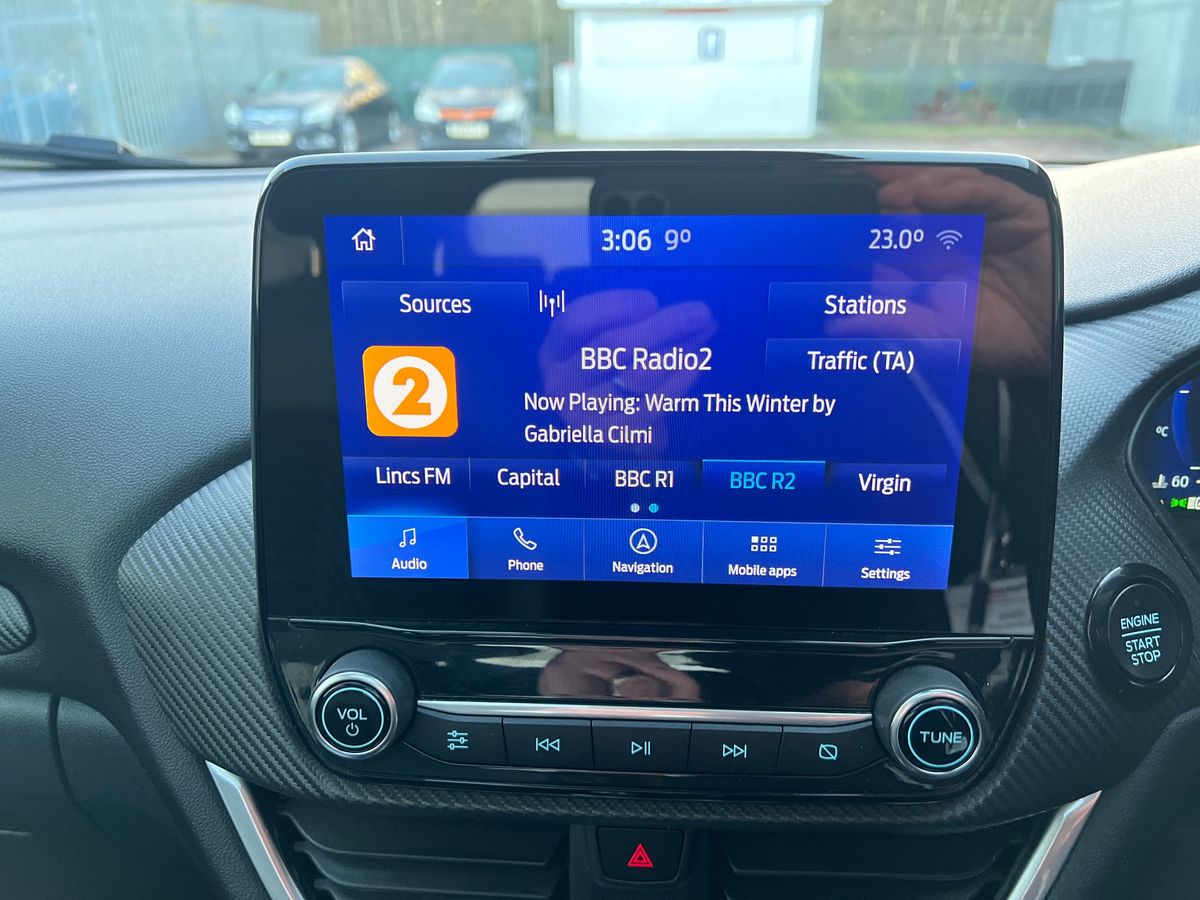 3:06 9º
23.0º
Sources
Stations
BBC Radio2
Traffic (TA)
2
Now Playing: Warm This Winter by
Gabriella Cilmi
Lincs FM
Capital
BBC R1
BBC R2
Virgin
Audio
Phone
Navigation
Mobile apps
Settings
ºC
60
ENGINE
START
STOP
VOL
TUNE